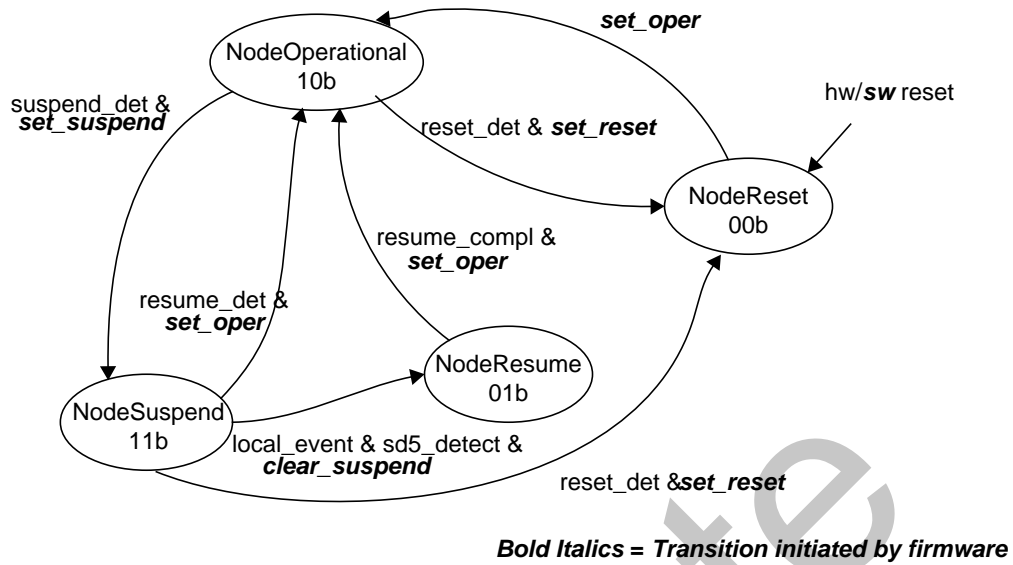 set_oper
NodeOperational
10b
hw/sw reset
suspend_det &
set_suspend
reset_det & set_reset
NodeReset
00b
resume_compl &
set_oper
resume_det &
set_oper
NodeResume
01b
NodeSuspend
11b
local_event & sd5_detect &
clear_suspend
reset_det &set_reset
Bold Italics = Transition initiated by firmware